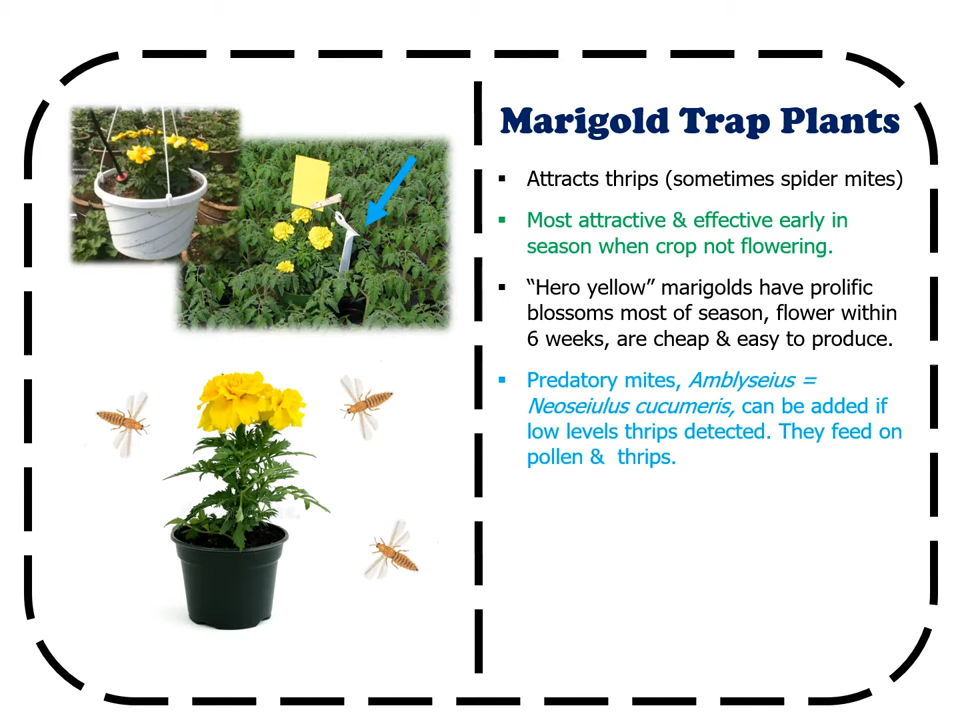 Marigold Trap Plants
▪ Attracts thrips (sometimes spider mites)
▪ Most attractive & effective early in
season when crop not flowering.
▪ “Hero yellow” marigolds have prolific
blossoms most of season, flower within
6 weeks, are cheap & easy to produce.
▪ Predatory mites, Amblyseius =
Neoseiulus cucumeris, can be added if
low levels thrips detected. They feed on
pollen &  thrips.